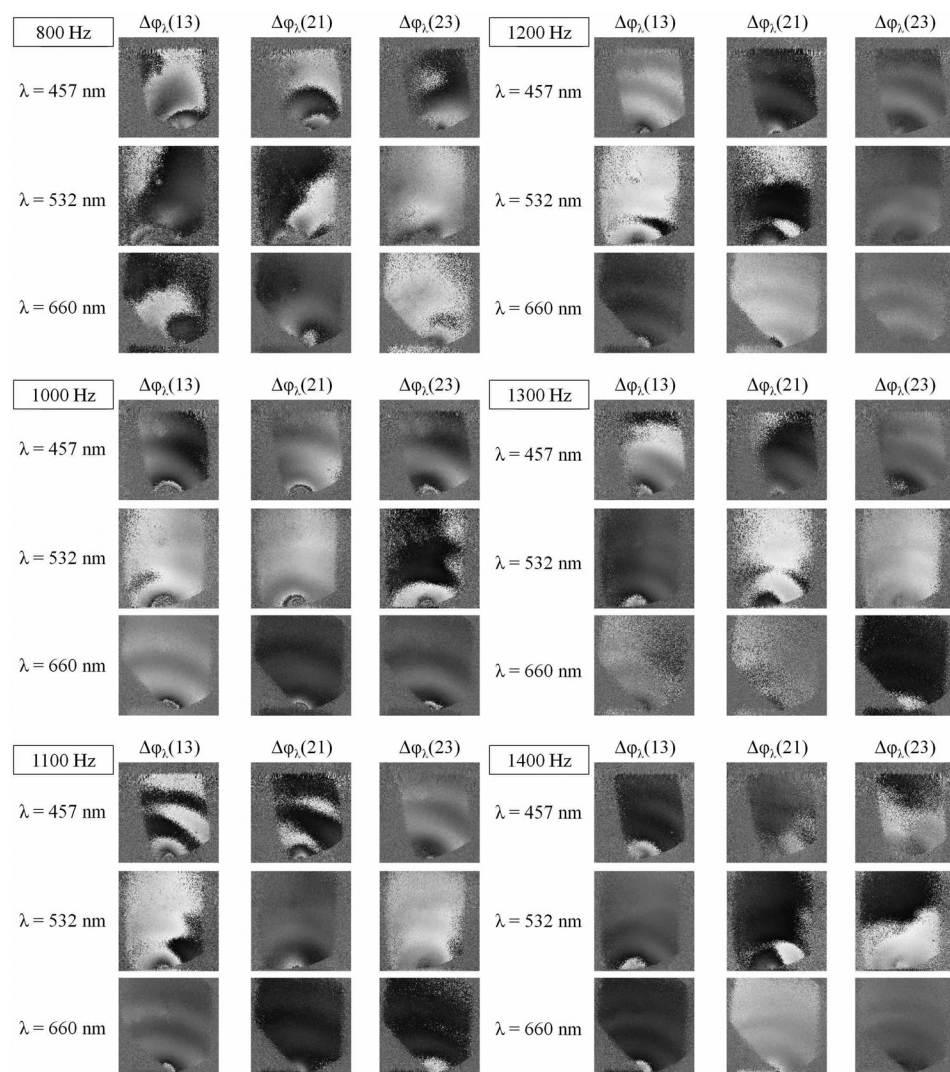 800 Hz Δφλ(13) Δφλ(21) Δφλ(23)
λ = 457 nm
λ = 532 nm
λ = 660 nm
1200 Hz Δφλ(13) Δφλ(21) Δφλ(23)
λ = 457 nm
λ = 532 nm
λ = 660 nm
1000 Hz Δφλ(13) Δφλ(21) Δφλ(23)
λ = 457 nm
λ = 532 nm
λ = 660 nm
1300 Hz Δφλ(13) Δφλ(21) Δφλ(23)
λ = 457 nm
λ = 532 nm
λ = 660 nm
1100 Hz Δφλ(13) Δφλ(21) Δφλ(23)
λ = 457 nm
λ = 532 nm
λ = 660 nm
1400 Hz Δφλ(13) Δφλ(21) Δφλ(23)
λ = 457 nm
λ = 532 nm
λ = 660 nm